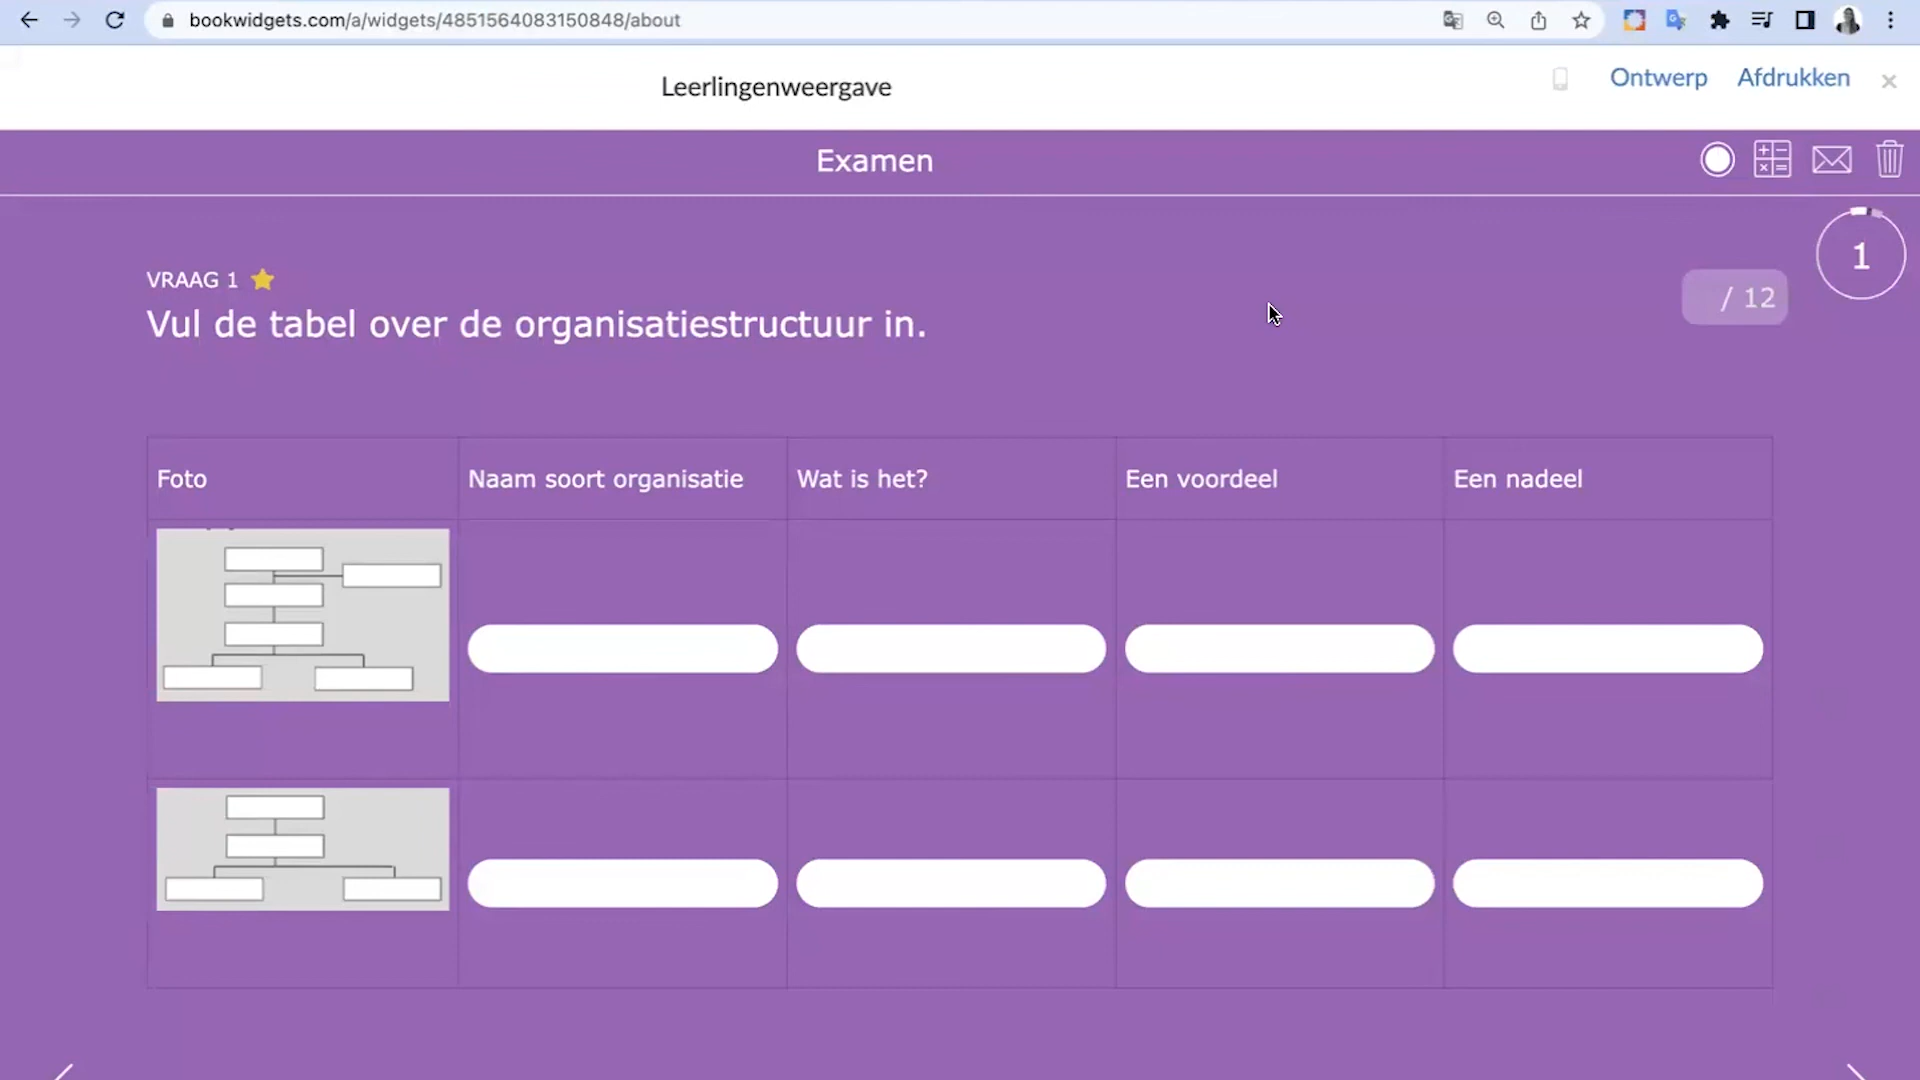 bookwidgets.com/a/widgets/4851564083150848/about
Leerlingenweergave
Ontwerp
Afdrukken
Examen
1
VRAAG 1
/ 12
Vul de tabel over de organisatiestructuur in.
Foto
Naam soort organisatie
Wat is het?
Een voordeel
Een nadeel